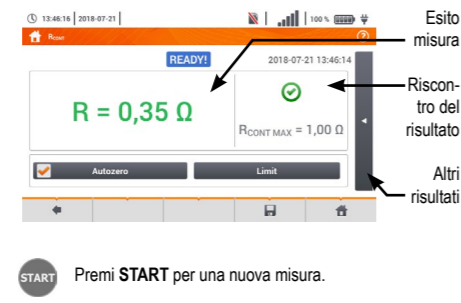 13:46:16 2018-07-21 100 %
RCONT
READY! 2018-07-21 13:46:14
R = 0,35 Ω
RCONT MAX = 1,00 Ω
Autozero Limit
Esito
misura
Riscon-
tro del
risultato
Altri
risultati
START Premi START per una nuova misura.